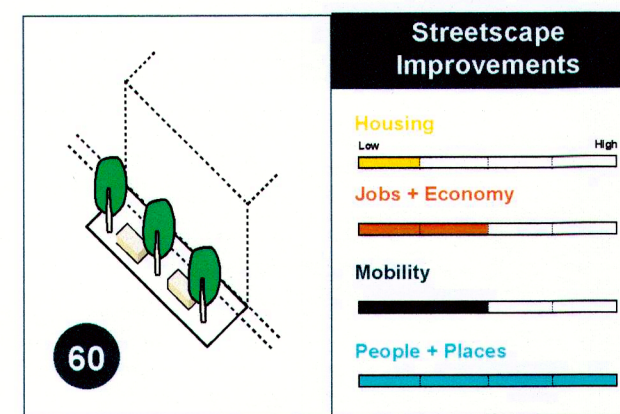 Streetscape
Improvements
Housing
Low High
Jobs + Economy
Mobility
People + Places
60